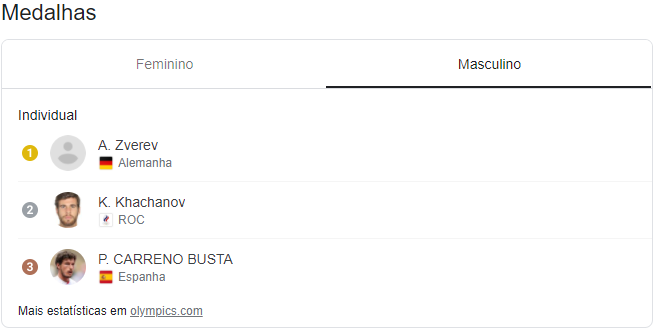 Medalhas
Feminino
Masculino
Individual
1
A. Zverev
Alemanha
2
K. Khachanov
ROC
3
P. CARRENO BUSTA
Espanha
Mais estatísticas em olympics.com